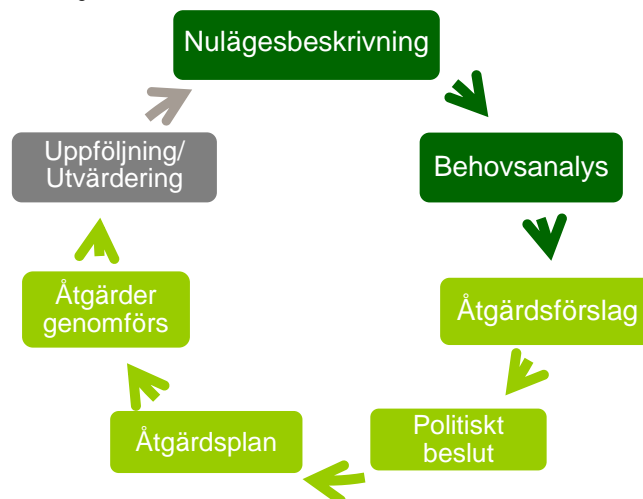 Nulägesbeskrivning
Behovsanalys
Åtgärdsförslag
Politiskt
beslut
Åtgärdsplan
Åtgärder
genomförs
Uppföljning/
Utvärdering